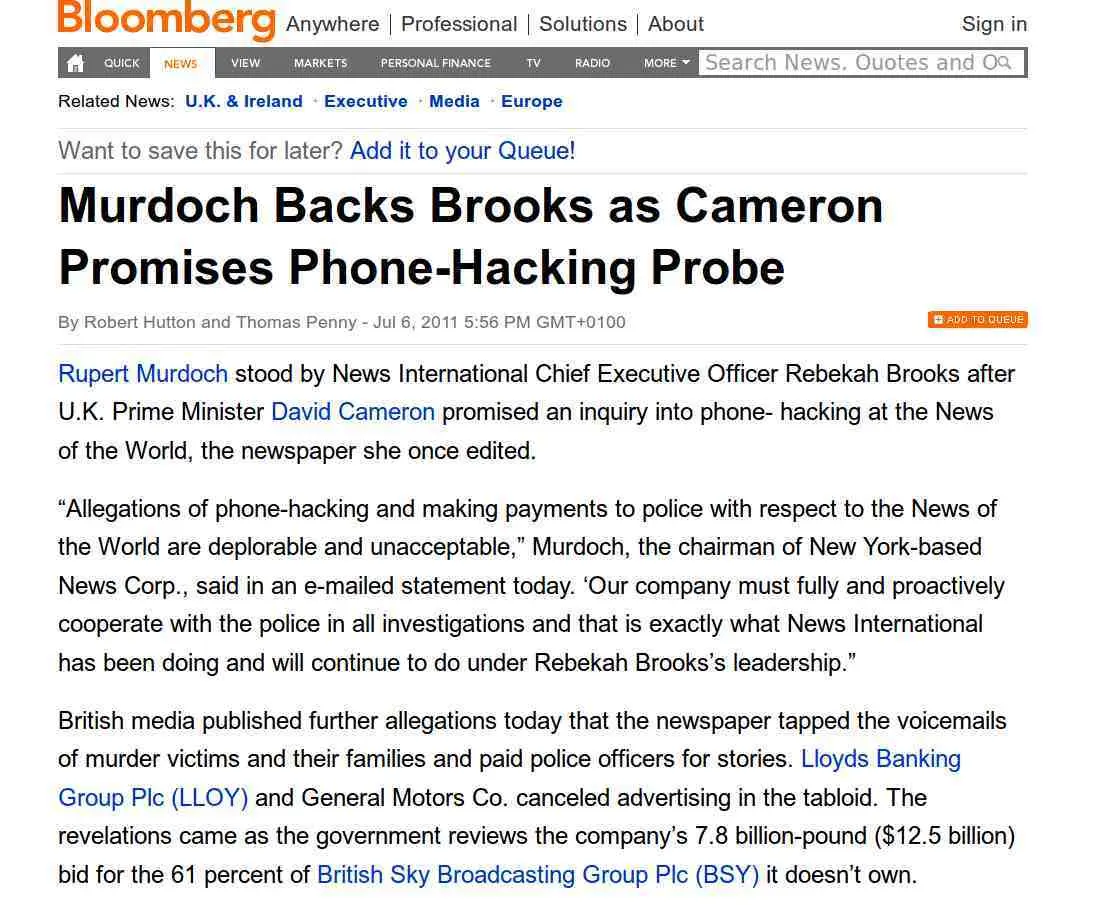 Bloomberg Anywhere | Professional | Solutions | About Sign in
QUICK NEWS VIEW MARKETS PERSONAL FINANCE TV RADIO MORE Search News, Quotes and O
Related News: U.K. & Ireland · Executive · Media · Europe
Want to save this for later? Add it to your Queue!
Murdoch Backs Brooks as Cameron
Promises Phone-Hacking Probe
By Robert Hutton and Thomas Penny - Jul 6, 2011 5:56 PM GMT+0100
ADD TO QUEUE
Rupert Murdoch stood by News International Chief Executive Officer Rebekah Brooks after
U.K. Prime Minister David Cameron promised an inquiry into phone- hacking at the News
of the World, the newspaper she once edited.
“Allegations of phone-hacking and making payments to police with respect to the News of
the World are deplorable and unacceptable,” Murdoch, the chairman of New York-based
News Corp., said in an e-mailed statement today. ‘Our company must fully and proactively
cooperate with the police in all investigations and that is exactly what News International
has been doing and will continue to do under Rebekah Brooks’s leadership.”
British media published further allegations today that the newspaper tapped the voicemails
of murder victims and their families and paid police officers for stories. Lloyds Banking
Group Plc (LLOY) and General Motors Co. canceled advertising in the tabloid. The
revelations came as the government reviews the company’s 7.8 billion-pound ($12.5 billion)
bid for the 61 percent of British Sky Broadcasting Group Plc (BSY) it doesn’t own.